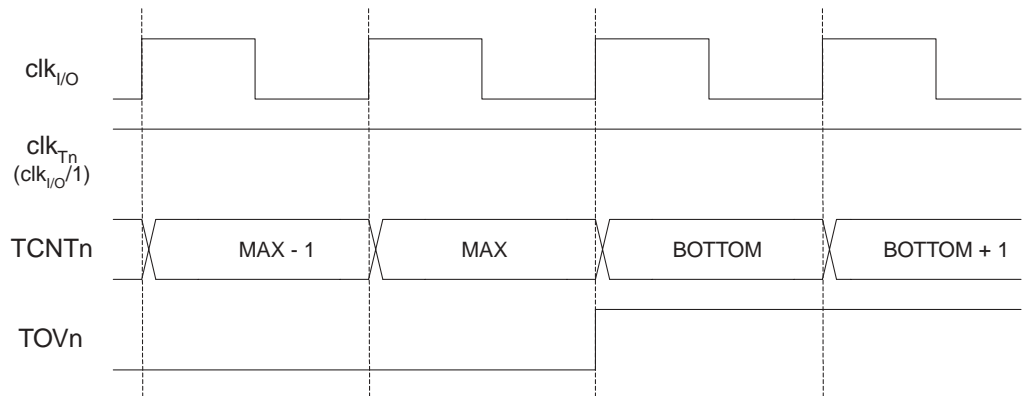 clkI/O
clkTn
(clkI/O/1)
TCNTn MAX - 1 MAX BOTTOM BOTTOM + 1
TOVn